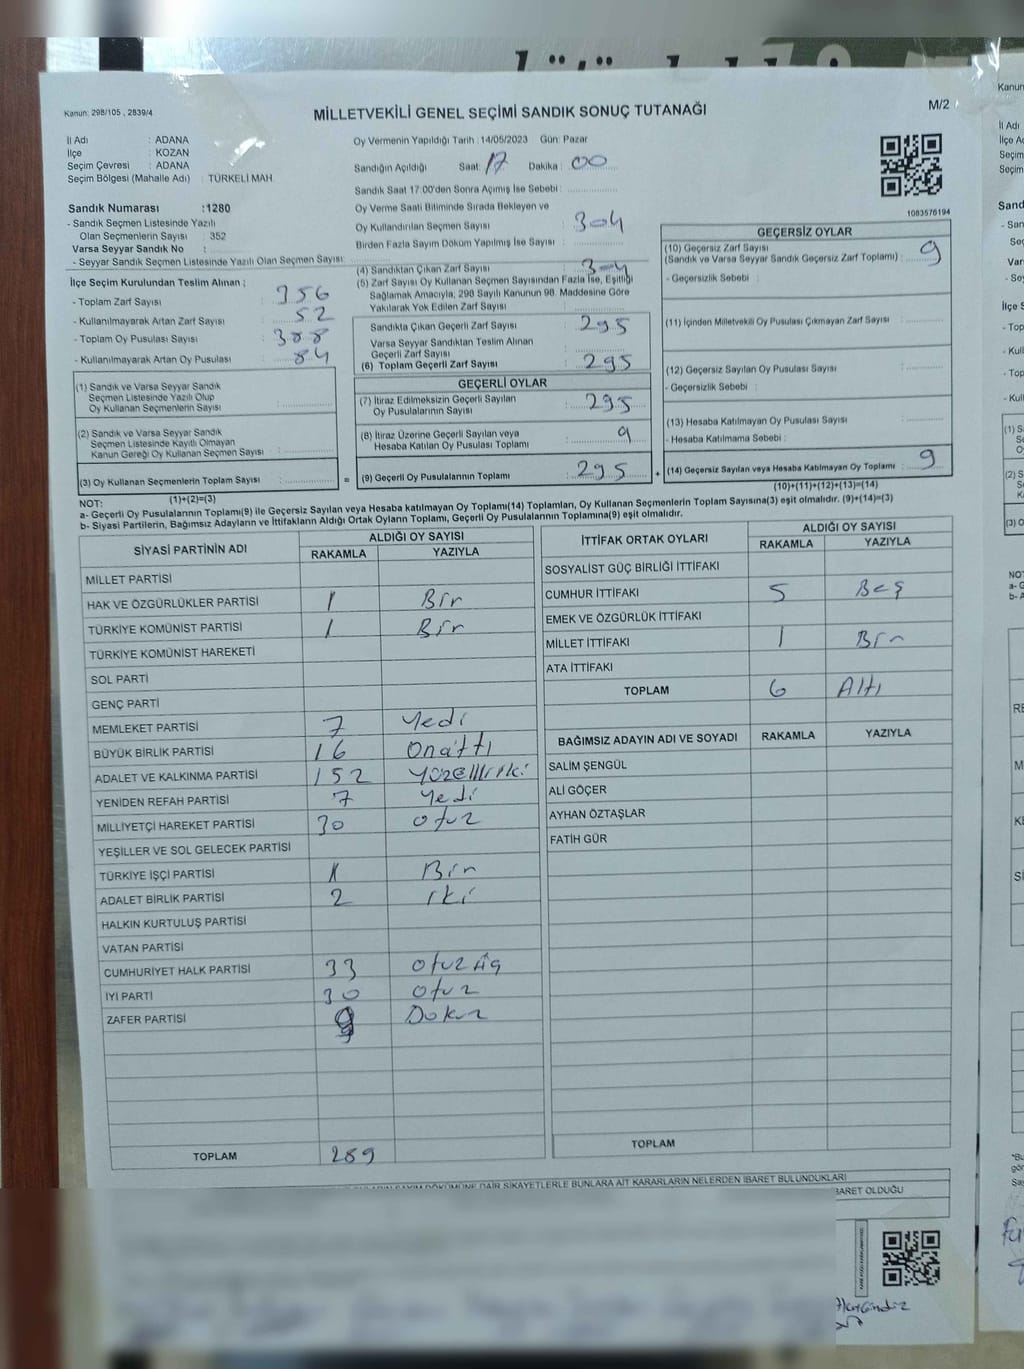 Kanun: 298/105 , 2839/4
MİLLETVEKİLİ GENEL SEÇİMİ SANDIK SONUÇ TUTANAĞI
M/2
İl Adı : ADANA
İlçe : KOZAN
Seçim Çevresi : ADANA
Seçim Bölgesi (Mahalle Adı) : TÜRKELİ MAH.
Sandık Numarası :1280
- Sandık Seçmen Listesinde Yazılı
Olan Seçmenlerin Sayısı : 352
Varsa Seyyar Sandık No :
- Seyyar Sandık Seçmen Listesinde Yazılı Olan Seçmen Sayısı:
Oy Vermenin Yapıldığı Tarih : 14/05/2023 Gün: Pazar
Sandığın Açıldığı Saat: 17 Dakika : 00
Sandık Saat 17:00'den Sonra Açılmış İse Sebebi :
Oy Verme Saati Bitiminde Sırada Bekleyen ve
Oy Kullandırılan Seçmen Sayısı : 304
Birden Fazla Sayım Döküm Yapılmış İse Sayısı :
1083576194
İlçe Seçim Kurulundan Teslim Alınan ;
- Toplam Zarf Sayısı : 356
- Kullanılmayarak Artan Zarf Sayısı : 52
- Toplam Oy Pusulası Sayısı : 388
- Kullanılmayarak Artan Oy Pusulası : 84
(1) Sandık ve Varsa Seyyar Sandık
Seçmen Listesinde Yazılı Olup
Oy Kullanan Seçmenlerin Sayısı :
(2) Sandık ve Varsa Seyyar Sandık
Seçmen Listesinde Kayıtlı Olmayan
Kanun Gereği Oy Kullanan Seçmen Sayısı :
(3) Oy Kullanan Seçmenlerin Toplam Sayısı :
(1)+(2)=(3)
(4) Sandıktan Çıkan Zarf Sayısı : 304
(5) Zarf Sayısı Oy Kullanan Seçmen Sayısından Fazla İse, Eşitliği
Sağlamak Amacıyla, 298 Sayılı Kanunun 98. Maddesine Göre
Yakılarak Yok Edilen Zarf Sayısı :
Sandıkta Çıkan Geçerli Zarf Sayısı : 295
Varsa Seyyar Sandıktan Teslim Alınan
Geçerli Zarf Sayısı :
(6) Toplam Geçerli Zarf Sayısı : 295
GEÇERLİ OYLAR
(7) İtiraz Edilmeksizin Geçerli Sayılan
Oy Pusulalarının Sayısı : 295
(8) İtiraz Üzerine Geçerli Sayılan veya
Hesaba Katılan Oy Pusulası Toplamı : 9
= (9) Geçerli Oy Pusulalarının Toplamı : 295 +
GEÇERSİZ OYLAR
(10) Geçersiz Zarf Sayısı
(Sandık ve Varsa Seyyar Sandık Geçersiz Zarf Toplamı) : 9
- Geçersizlik Sebebi :
(11) İçinden Milletvekili Oy Pusulası Çıkmayan Zarf Sayısı :
(12) Geçersiz Sayılan Oy Pusulası Sayısı :
- Geçersizlik Sebebi :
(13) Hesaba Katılmayan Oy Pusulası Sayısı :
- Hesaba Katılmama Sebebi :
(14) Geçersiz Sayılan veya Hesaba Katılmayan Oy Toplamı : 9
(10)+(11)+(12)+(13)=(14)
NOT:
a- Geçerli Oy Pusulalarının Toplamı(9) ile Geçersiz Sayılan veya Hesaba katılmayan Oy Toplamı(14) Toplamları, Oy Kullanan Seçmenlerin Toplam Sayısına(3) eşit olmalıdır. (9)+(14)=(3)
b- Siyasi Partilerin, Bağımsız Adayların ve İttifakların Aldığı Ortak Oyların Toplamı, Geçerli Oy Pusulalarının Toplamına(9) eşit olmalıdır.
SİYASİ PARTİNİN ADI ALDIĞI OY SAYISI
RAKAMLA YAZIYLA
MİLLET PARTİSİ
HAK VE ÖZGÜRLÜKLER PARTİSİ 1 Bir
TÜRKİYE KOMÜNİST PARTİSİ 1 Bir
TÜRKİYE KOMÜNİST HAREKETİ
SOL PARTİ
GENÇ PARTİ
MEMLEKET PARTİSİ 7 Yedi
BÜYÜK BİRLİK PARTİSİ 16 Onaltı
ADALET VE KALKINMA PARTİSİ 152 Yüzelliiki
YENİDEN REFAH PARTİSİ 7 Yedi
MİLLİYETÇİ HAREKET PARTİSİ 30 otuz
YEŞİLLER VE SOL GELECEK PARTİSİ
TÜRKİYE İŞÇİ PARTİSİ 1 Bir
ADALET BİRLİK PARTİSİ 2 iki
HALKIN KURTULUŞ PARTİSİ
VATAN PARTİSİ
CUMHURİYET HALK PARTİSİ 33 otuz üç
İYİ PARTİ 30 otuz
ZAFER PARTİSİ 9 Dokuz
TOPLAM 289
İTTİFAK ORTAK OYLARI ALDIĞI OY SAYISI
RAKAMLA YAZIYLA
SOSYALİST GÜÇ BİRLİĞİ İTTİFAKI
CUMHUR İTTİFAKI 5 Beş
EMEK VE ÖZGÜRLÜK İTTİFAKI
MİLLET İTTİFAKI 1 Bir
ATA İTTİFAKI
TOPLAM 6 Altı
BAĞIMSIZ ADAYIN ADI VE SOYADI RAKAMLA YAZIYLA
SALİM ŞENGÜL
ALİ GÖÇER
AYHAN ÖZTAŞLAR
FATİH GÜR
TOPLAM
SAYIM DÖKÜMÜNE DAİR ŞİKAYETLERLE BUNLARA AİT KARARLARIN NELERDEN İBARET BULUNDUKLARI
İBARET OLDUĞU
Kanun
İl Adı
İlçe A
Seçim
Seçim
Sand